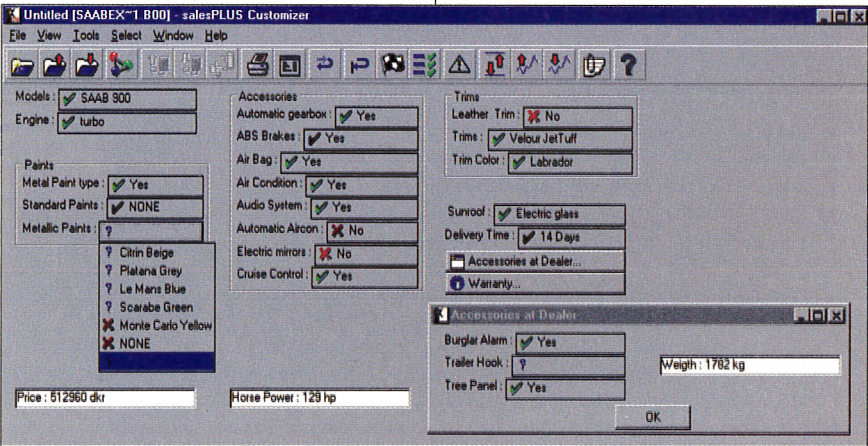 Untitled [SAABEX~1 B00] - salesPLUS Customizer
File View Tools Select Window Help
Models : SAAB 900
Engine : turbo
Paints
Metal Paint type : Yes
Standard Paints : NONE
Metallic Paints : ?
? Citrin Beige
? Platana Grey
? Le Mans Blue
? Scarabe Green
Monte Carlo Yellow
NONE
Price : 512960 dkr
Accessories
Automatic gearbox : Yes
ABS Brakes : Yes
Air Bag : Yes
Air Condition : Yes
Audio System : Yes
Automatic Aircon : No
Electric mirrors : No
Cruise Control : Yes
Horse Power : 129 hp
Trims
Leather Trim : No
Trims : Velour JetTuff
Trim Color : Labrador
Sunroof : Electric glass
Delivery Time : 14 Days
Accessories at Dealer...
Warranty...
Accessories at Dealer
Burglar Alarm : Yes
Trailer Hook : ?
Tree Panel : Yes
Weigth : 1782 kg
OK